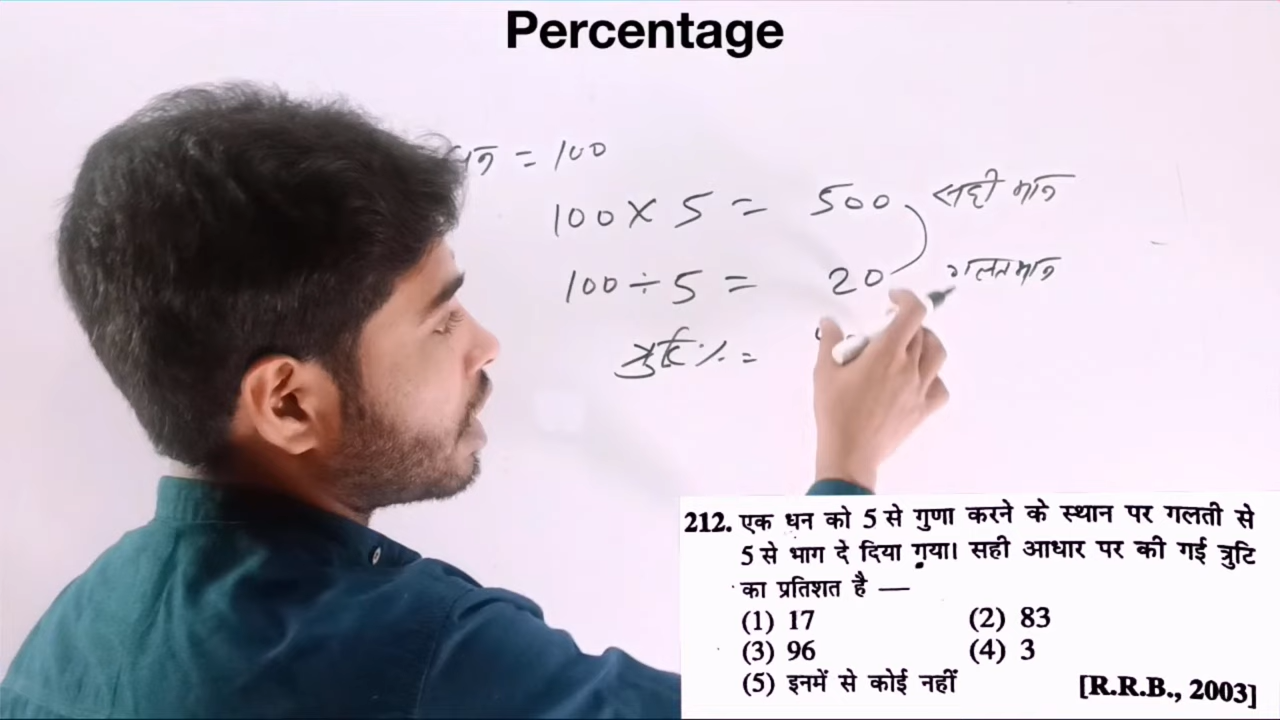 Percentage
= 100
100 × 5 = 500 सही मान
100 ÷ 5 = 20 गलत मान
त्रुटि % =
212. एक धन को 5 से गुणा करने के स्थान पर गलती से
5 से भाग दे दिया गया। सही आधार पर की गई त्रुटि
का प्रतिशत है —
(1) 17 (2) 83
(3) 96 (4) 3
(5) इनमें से कोई नहीं [R.R.B., 2003]